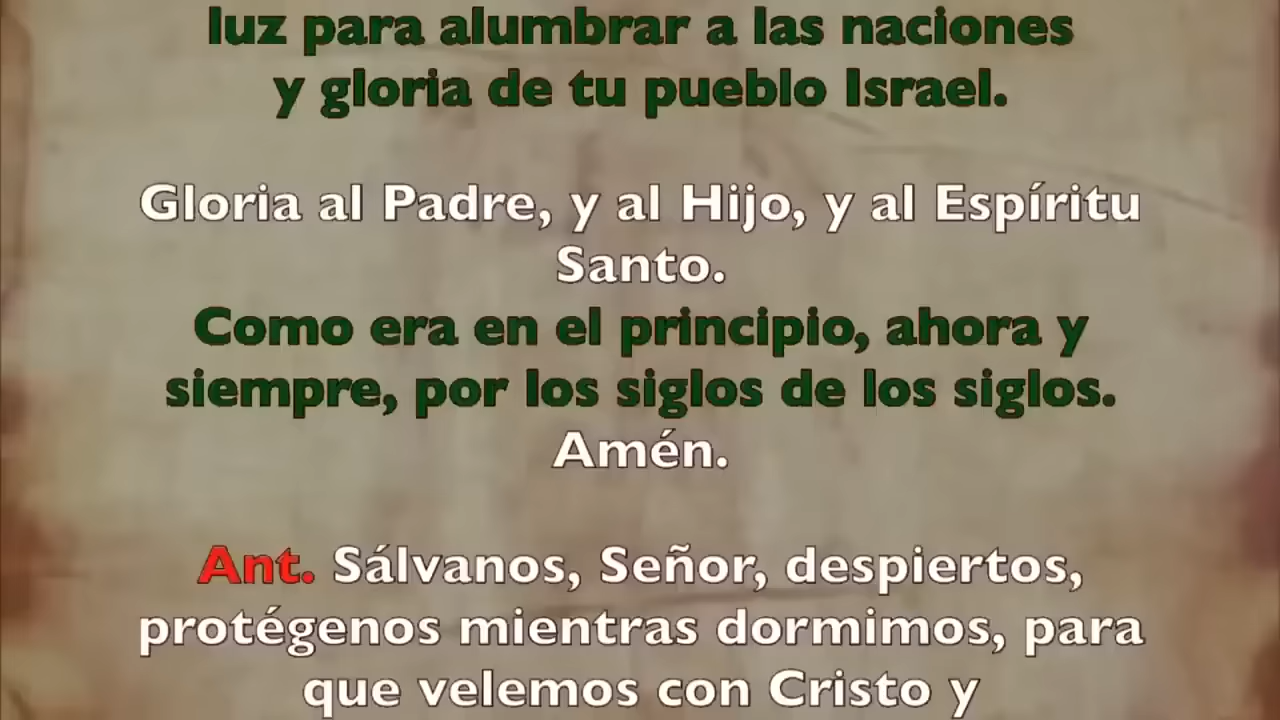 luz para alumbrar a las naciones
y gloria de tu pueblo Israel.
Gloria al Padre, y al Hijo, y al Espíritu
Santo.
Como era en el principio, ahora y
siempre, por los siglos de los siglos.
Amén.
Ant. Sálvanos, Señor, despiertos,
protégenos mientras dormimos, para
que velemos con Cristo y